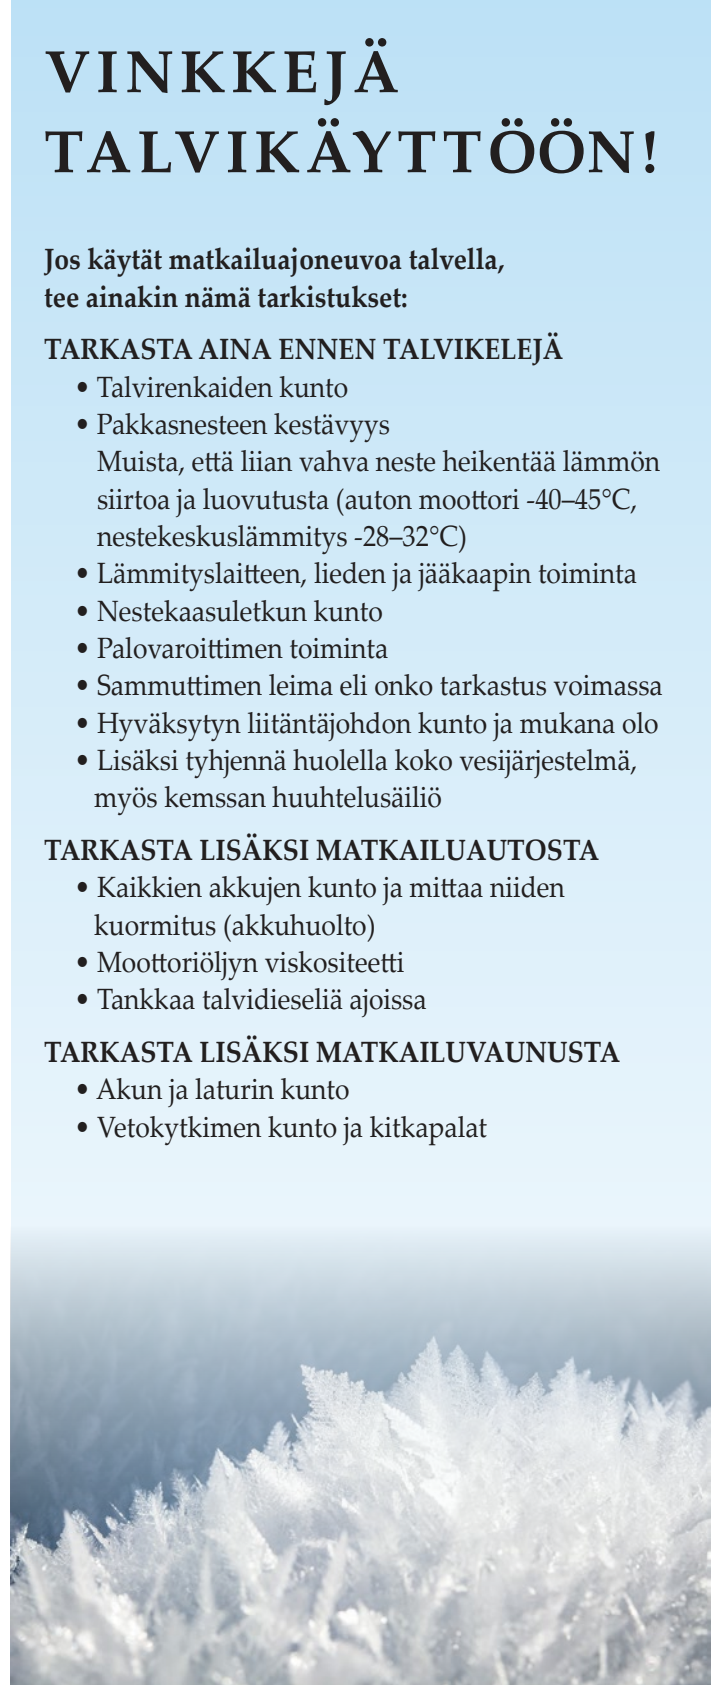 VINKKEJÄ
TALVIKÄYTTÖÖN!
Jos käytät matkailuajoneuvoa talvella,
tee ainakin nämä tarkistukset:
TARKASTA AINA ENNEN TALVIKELEJÄ
• Talvirenkaiden kunto
• Pakkasnesteen kestävyys
Muista, että liian vahva neste heikentää lämmön
siirtoa ja luovutusta (auton moottori -40–45°C,
nestekeskuslämmitys -28–32°C)
• Lämmityslaitteen, lieden ja jääkaapin toiminta
• Nestekaasuletkun kunto
• Palovaroittimen toiminta
• Sammuttimen leima eli onko tarkastus voimassa
• Hyväksytyn liitäntäjohdon kunto ja mukana olo
• Lisäksi tyhjennä huolella koko vesijärjestelmä,
myös kemssan huuhtelusäiliö
TARKASTA LISÄKSI MATKAILUAUTOSTA
• Kaikkien akkujen kunto ja mittaa niiden
kuormitus (akkuhuolto)
• Moottoriöljyn viskositeetti
• Tankkaa talvidieseliä ajoissa
TARKASTA LISÄKSI MATKAILUVAUNUSTA
• Akun ja laturin kunto
• Vetokytkimen kunto ja kitkapalat